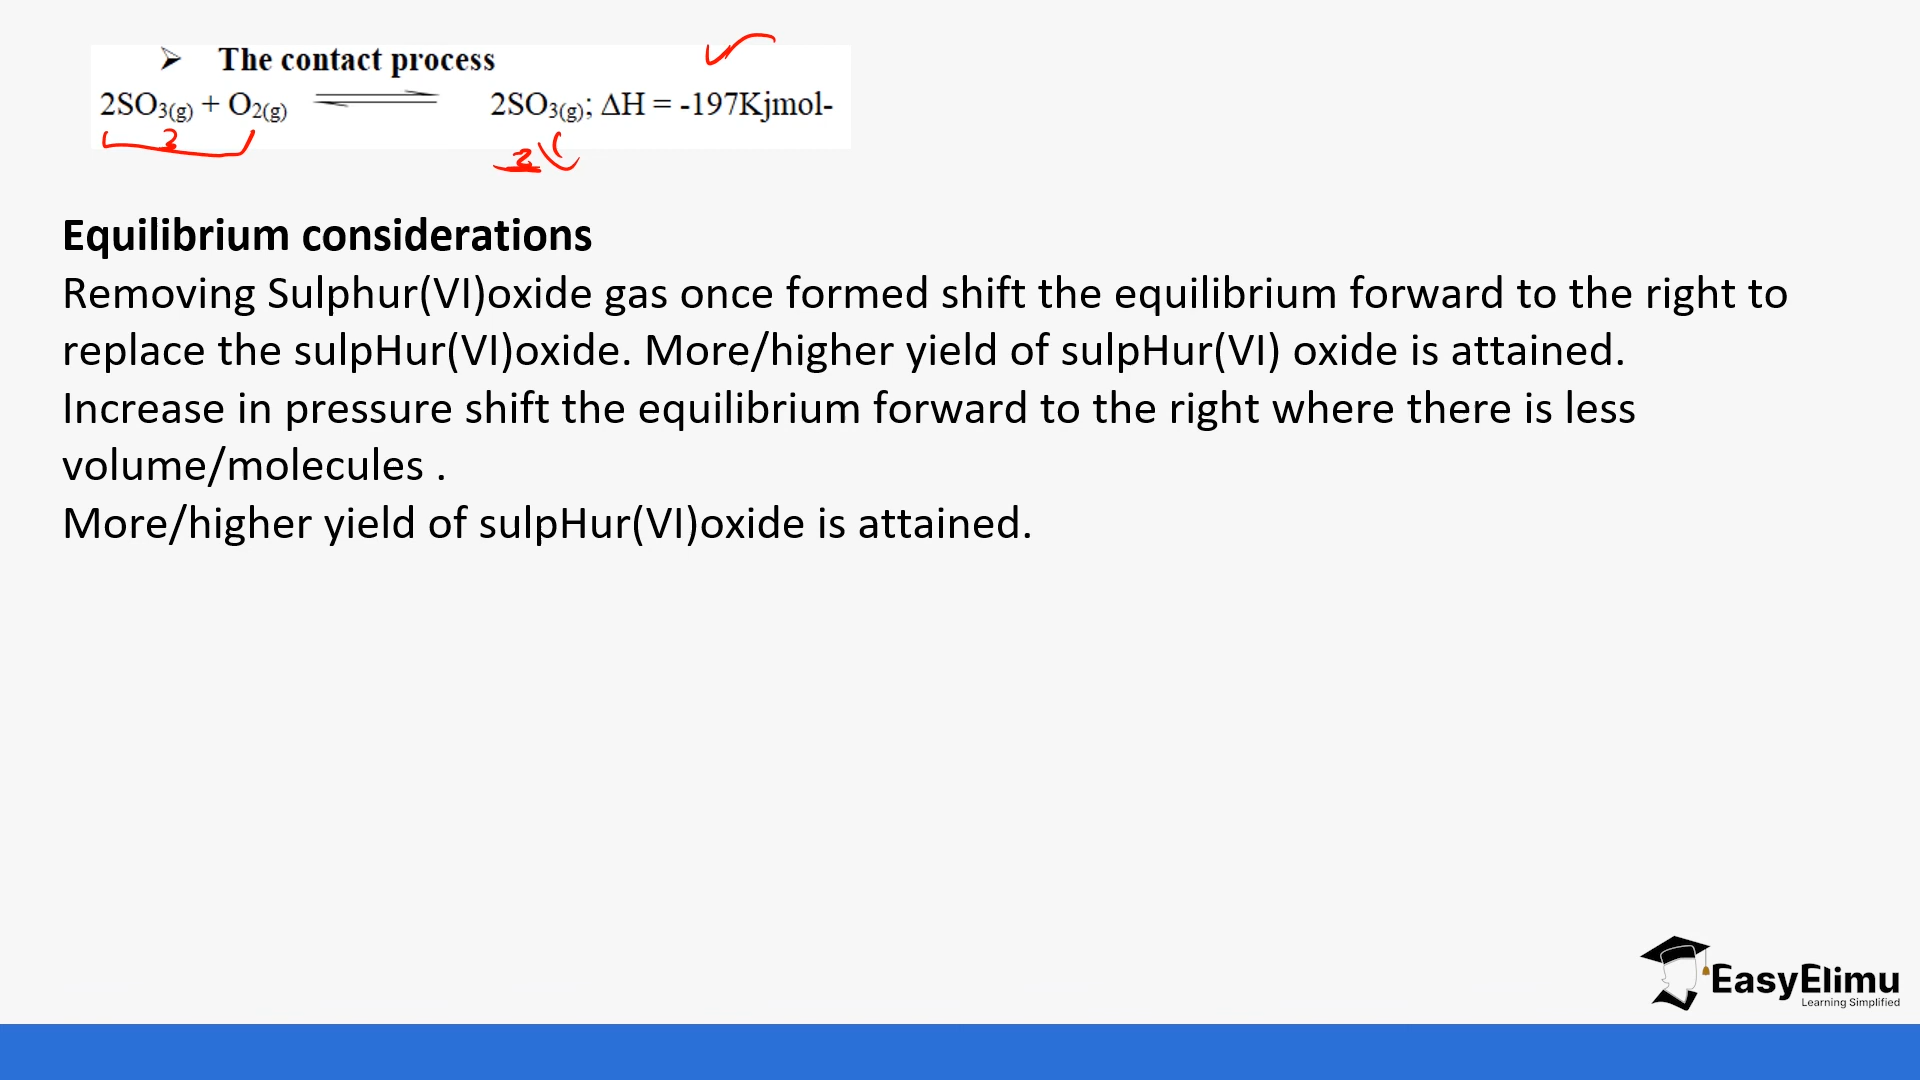 ➢ The contact process
2SO3(g) + O2(g) ⇌ 2SO3(g); ΔH = -197Kjmol-
3 2
Equilibrium considerations
Removing Sulphur(VI)oxide gas once formed shift the equilibrium forward to the right to
replace the sulpHur(VI)oxide. More/higher yield of sulpHur(VI) oxide is attained.
Increase in pressure shift the equilibrium forward to the right where there is less
volume/molecules .
More/higher yield of sulpHur(VI)oxide is attained.
EasyElimu
Learning Simplified